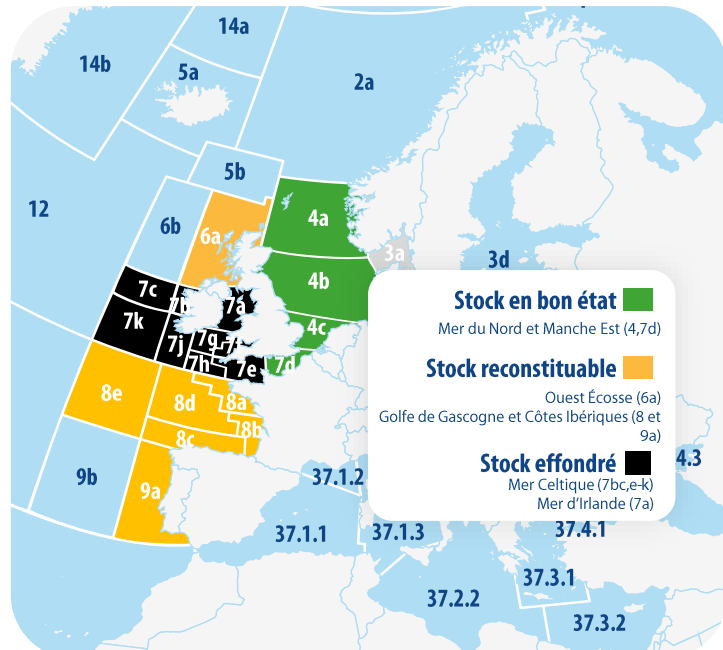 14a
14b
5a
2a
5b
12
4a
6b
6a
3a
3d
4b
7c
7b
7a
7k
4c
7j
7g
7f
7h
7e
7d
8e
8d
8a
8b
8c
9b
9a
Stock en bon état
Mer du Nord et Manche Est (4,7d)
Stock reconstituable
Ouest Écosse (6a)
Golfe de Gascogne et Côtes Ibériques (8 et
9a)
Stock effondré
Mer Celtique (7bc,e-k)
Mer d’Irlande (7a)
4.3
37.1.2
37.1.1
37.1.3
37.4.1
37.3.1
37.2.2
37.3.2